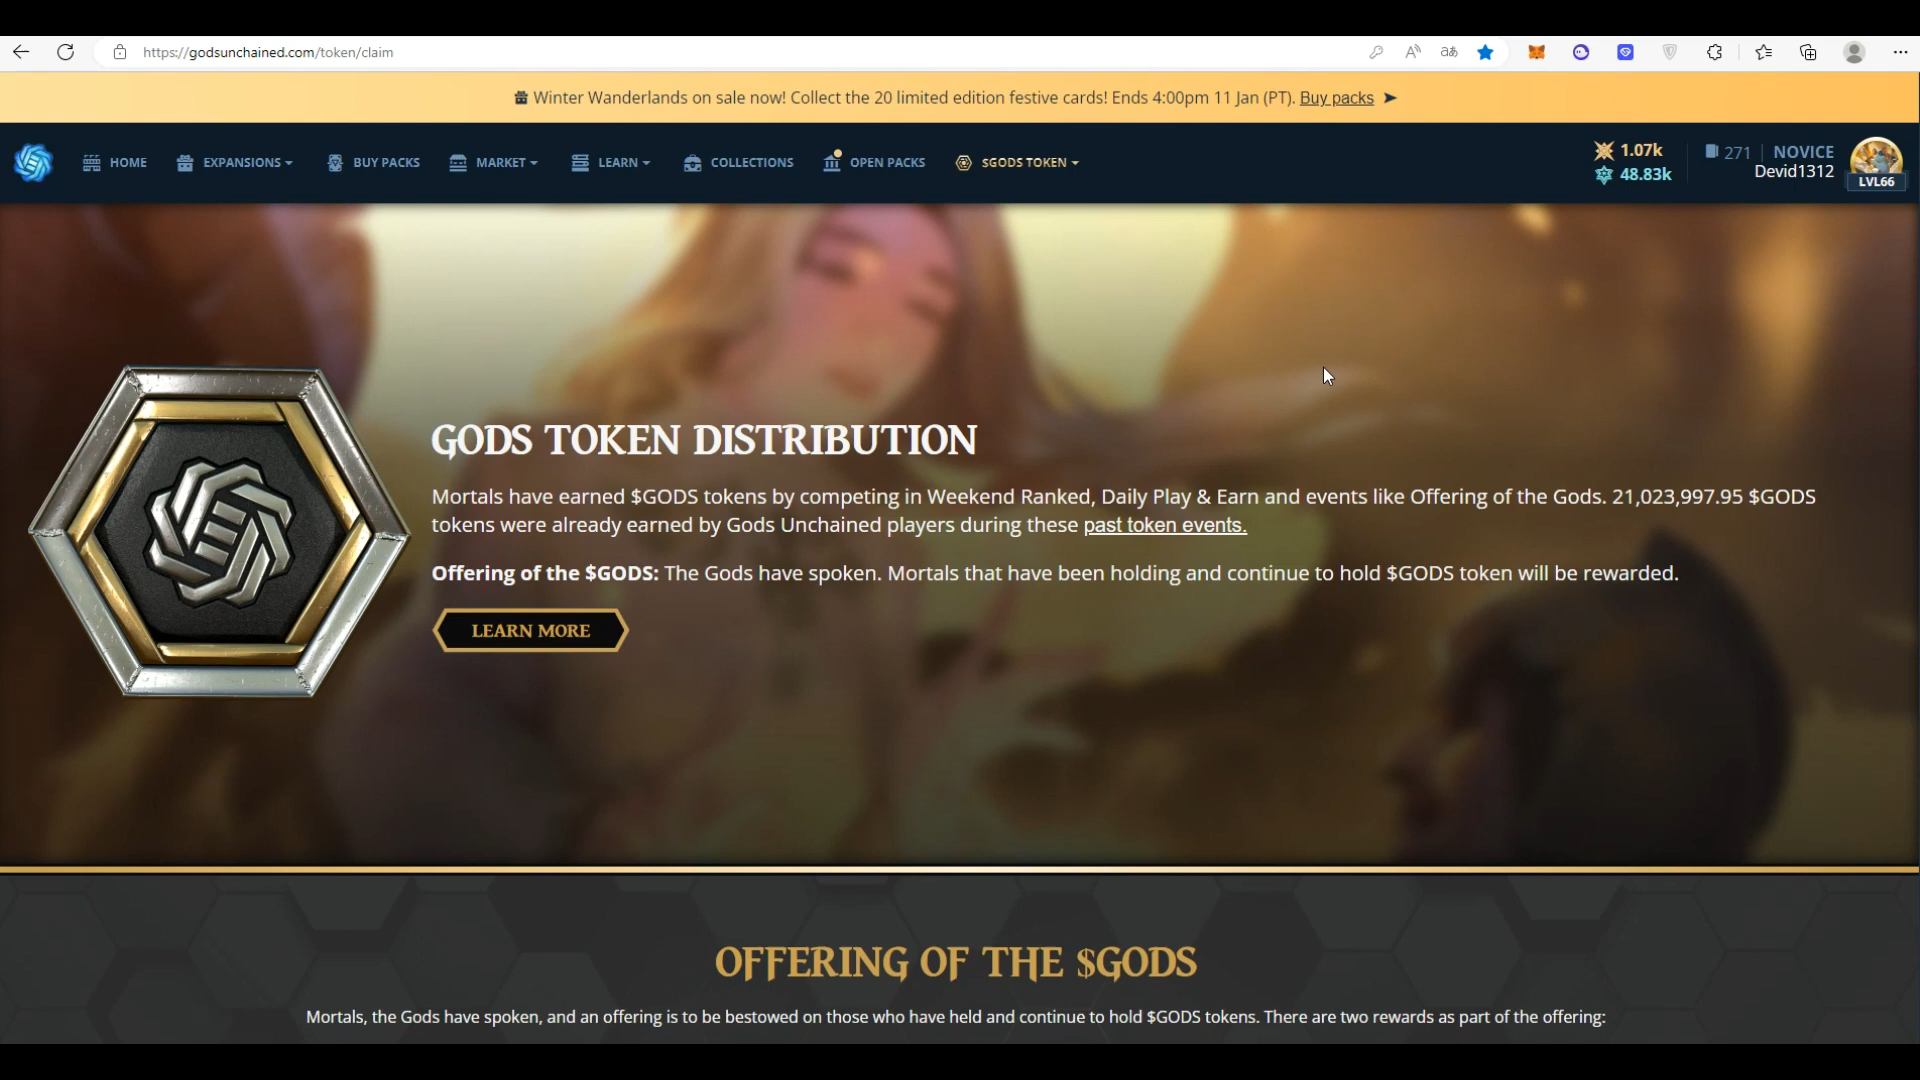 https://godsunchained.com/token/claim
Winter Wanderlands on sale now! Collect the 20 limited edition festive cards! Ends 4:00pm 11 Jan (PT). Buy packs
HOME
EXPANSIONS
BUY PACKS
MARKET
LEARN
COLLECTIONS
OPEN PACKS
$GODS TOKEN
1.07k
48.83k
271
NOVICE
Devid1312
LVL66
GODS TOKEN DISTRIBUTION
Mortals have earned $GODS tokens by competing in Weekend Ranked, Daily Play & Earn and events like Offering of the Gods. 21,023,997.95 $GODS
tokens were already earned by Gods Unchained players during these past token events.
Offering of the $GODS: The Gods have spoken. Mortals that have been holding and continue to hold $GODS token will be rewarded.
LEARN MORE
OFFERING OF THE $GODS
Mortals, the Gods have spoken, and an offering is to be bestowed on those who have held and continue to hold $GODS tokens. There are two rewards as part of the offering: